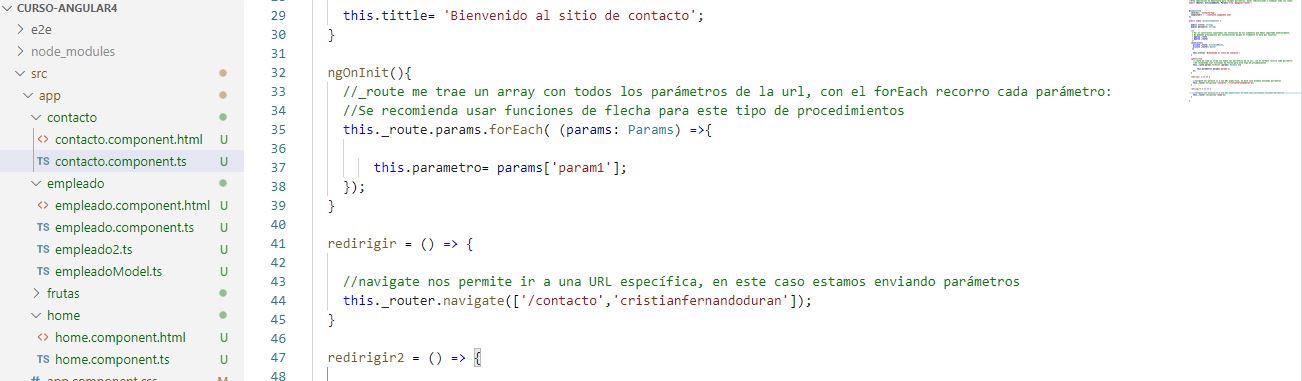 CURSO-ANGULAR4
e2e
node_modules
src
app
contacto
<> contacto.component.html U
TS contacto.component.ts U
empleado
<> empleado.component.html U
TS empleado.component.ts U
TS empleado2.ts U
TS empleadoModel.ts U
frutas
home
<> home.component.html U
TS home.component.ts U
# app.component.css M
29 this.tittle= 'Bienvenido al sitio de contacto';
30 }
31
32 ngOnInit(){
33 //_route me trae un array con todos los parámetros de la url, con el forEach recorro cada parámetro:
34 //Se recomienda usar funciones de flecha para este tipo de procedimientos
35 this._route.params.forEach( (params: Params) =>{
36
37 this.parametro= params['param1'];
38 });
39 }
40
41 redirigir = () => {
42
43 //navigate nos permite ir a una URL específica, en este caso estamos enviando parámetros
44 this._router.navigate(['/contacto','cristianfernandoduran']);
45 }
46
47 redirigir2 = () => {
48